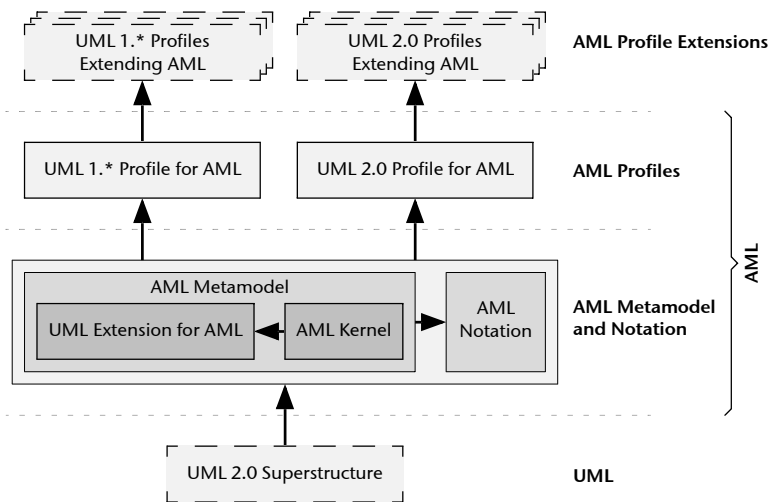 UML 1.* Profiles
Extending AML
UML 2.0 Profiles
Extending AML
AML Profile Extensions
UML 1.* Profile for AML
UML 2.0 Profile for AML
AML Profiles
AML
AML Metamodel
UML Extension for AML
AML Kernel
AML
Notation
AML Metamodel
and Notation
UML 2.0 Superstructure
UML